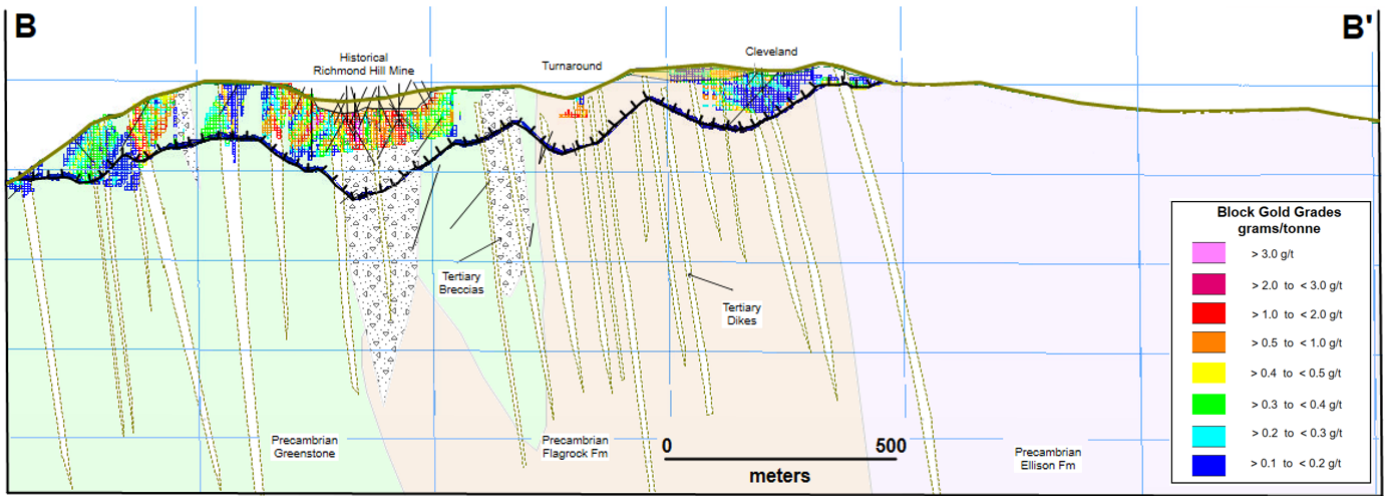 B
B'
Historical
Richmond Hill Mine
Turnaround
Cleveland
Tertiary
Breccias
Tertiary
Dikes
Precambrian
Greenstone
Precambrian
Flagrock Fm
Precambrian
Ellison Fm
0 500
meters
Block Gold Grades
grams/tonne
> 3.0 g/t
> 2.0 to < 3.0 g/t
> 1.0 to < 2.0 g/t
> 0.5 to < 1.0 g/t
> 0.4 to < 0.5 g/t
> 0.3 to < 0.4 g/t
> 0.2 to < 0.3 g/t
> 0.1 to < 0.2 g/t